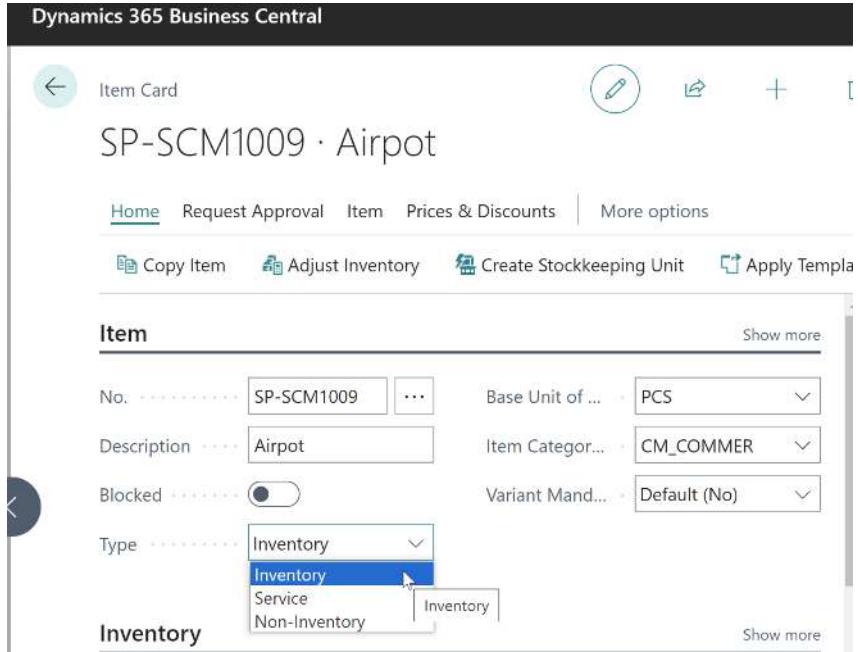 Dynamics 365 Business Central
Item Card
SP-SCM1009 · Airpot
Home Request Approval Item Prices & Discounts More options
Copy Item Adjust Inventory Create Stockkeeping Unit Apply Templa
Item Show more
No. SP-SCM1009 ... Base Unit of ... PCS
Description Airpot Item Categor... CM_COMMER
Blocked Variant Mand... Default (No)
Type Inventory
Inventory
Service Inventory
Non-Inventory
Inventory Show more